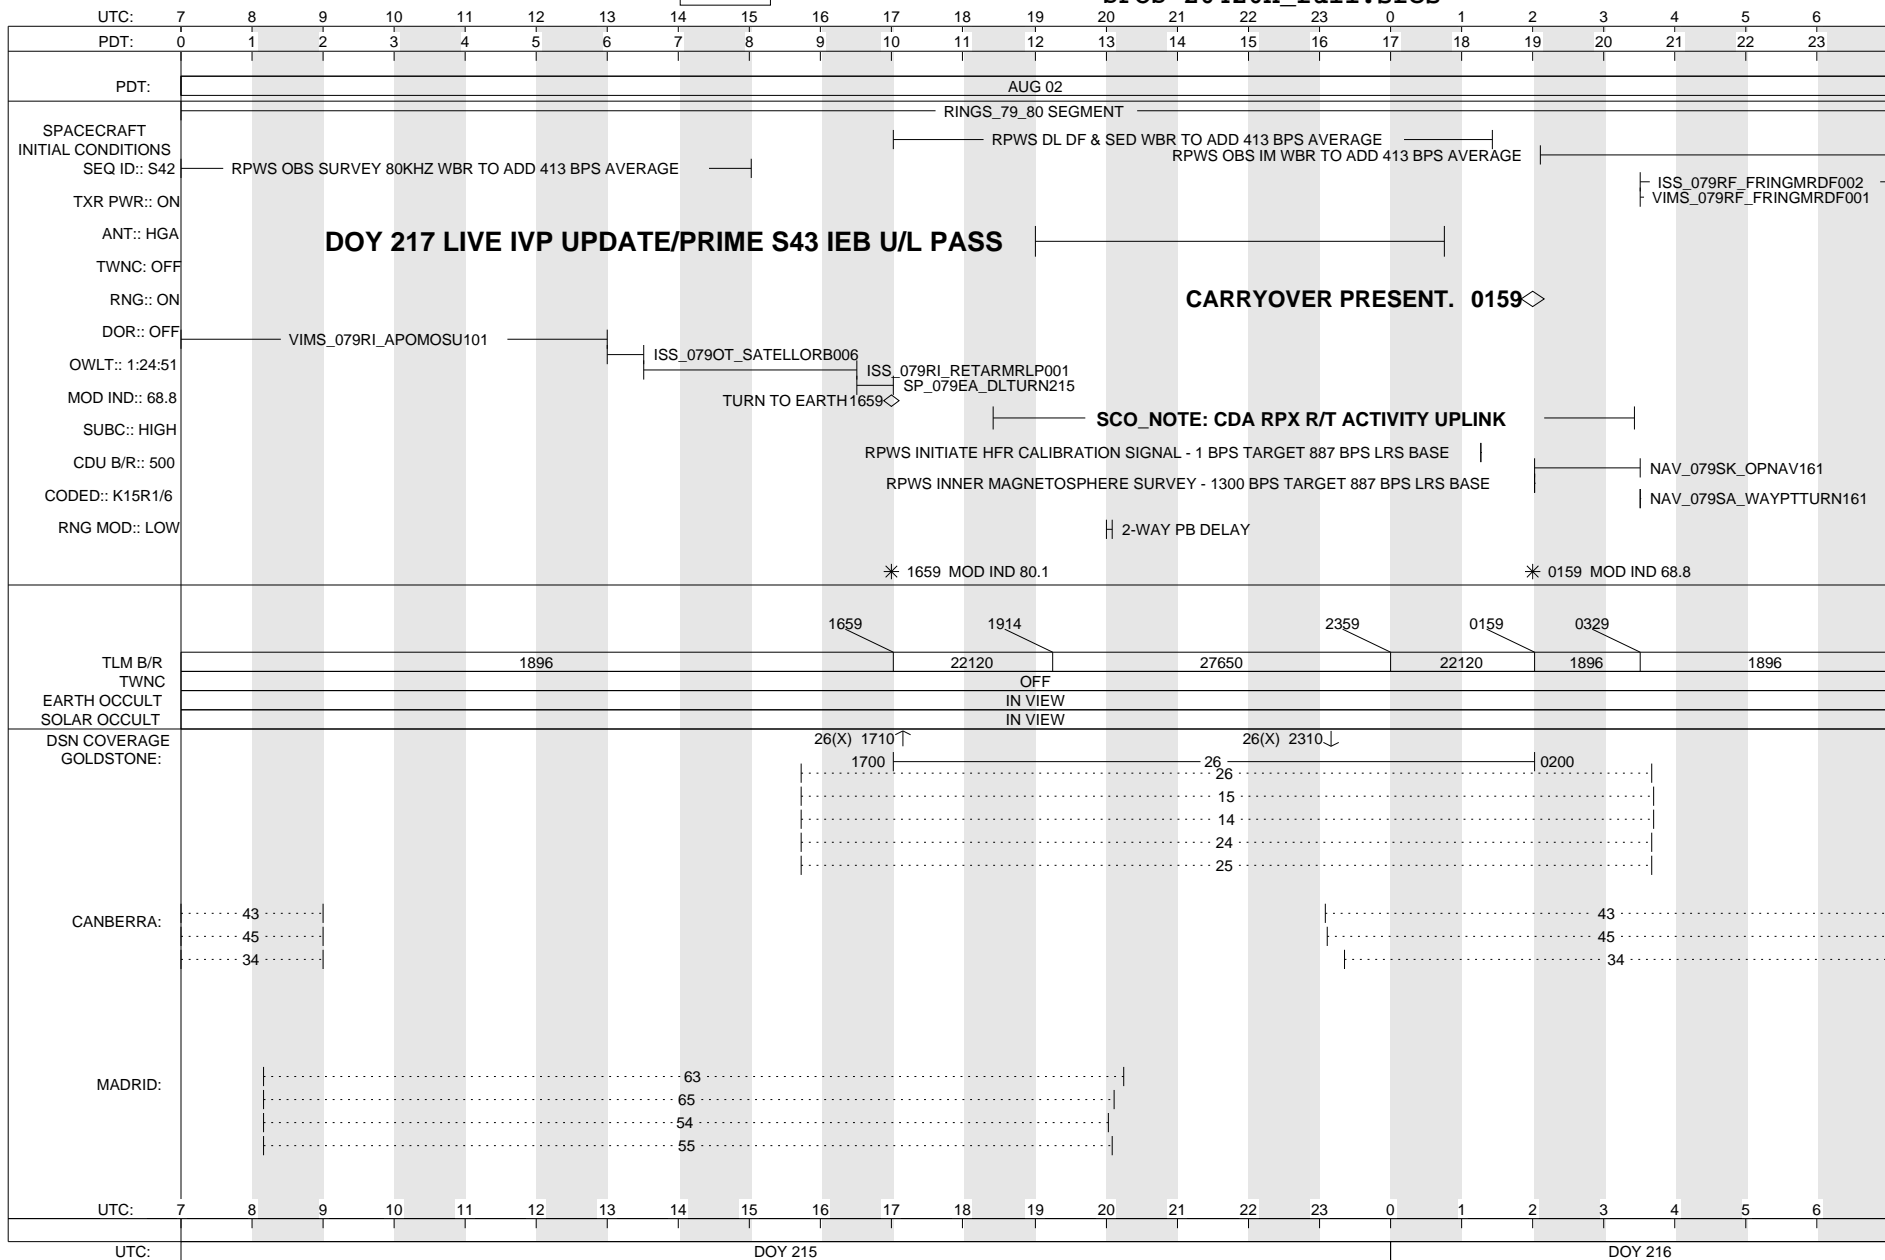 UTC: 7 8 9 10 11 12 13 14 15 16 17 18 19 20 21 22 23 0 1 2 3 4 5 6
PDT: 0 1 2 3 4 5 6 7 8 9 10 11 12 13 14 15 16 17 18 19 20 21 22 23
PDT: AUG 02
RINGS_79_80 SEGMENT
SPACECRAFT
INITIAL CONDITIONS
RPWS DL DF & SED WBR TO ADD 413 BPS AVERAGE
RPWS OBS IM WBR TO ADD 413 BPS AVERAGE
SEQ ID:: S42
RPWS OBS SURVEY 80KHZ WBR TO ADD 413 BPS AVERAGE
ISS_079RF_FRINGMRDF002
VIMS_079RF_FRINGMRDF001
TXR PWR:: ON
ANT:: HGA
DOY 217 LIVE IVP UPDATE/PRIME S43 IEB U/L PASS
TWNC: OFF
RNG:: ON
CARRYOVER PRESENT. 0159
DOR:: OFF
VIMS_079RI_APOMOSU101
ISS_079OT_SATELLORB006
OWLT:: 1:24:51
ISS_079RI_RETARMRLP001
SP_079EA_DLTURN215
MOD IND:: 68.8
TURN TO EARTH 1659
SUBC:: HIGH
SCO_NOTE: CDA RPX R/T ACTIVITY UPLINK
RPWS INITIATE HFR CALIBRATION SIGNAL - 1 BPS TARGET 887 BPS LRS BASE
CDU B/R:: 500
NAV_079SK_OPNAV161
RPWS INNER MAGNETOSPHERE SURVEY - 1300 BPS TARGET 887 BPS LRS BASE
CODED:: K15R1/6
NAV_079SA_WAYPTTURN161
RNG MOD:: LOW
2-WAY PB DELAY
1659 MOD IND 80.1
0159 MOD IND 68.8
1659 1914 2359 0159 0329
TLM B/R 1896 22120 27650 22120 1896 1896
TWNC OFF
EARTH OCCULT IN VIEW
SOLAR OCCULT IN VIEW
DSN COVERAGE
26(X) 1710 26(X) 2310
GOLDSTONE:
1700 26 0200
26
15
14
24
25
CANBERRA:
43 43
45 45
34 34
MADRID:
63
65
54
55
UTC: 7 8 9 10 11 12 13 14 15 16 17 18 19 20 21 22 23 0 1 2 3 4 5 6
UTC: DOY 215 DOY 216